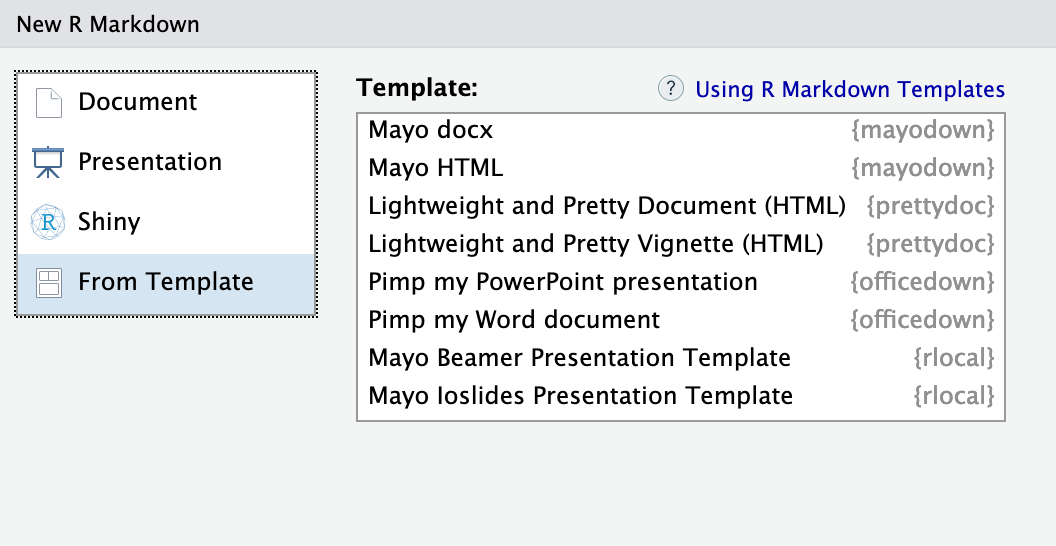 New R Markdown
Document
Presentation
R
Shiny
From Template
Template:
? Using R Markdown Templates
Mayo docx {mayodown}
Mayo HTML {mayodown}
Lightweight and Pretty Document (HTML) {prettydoc}
Lightweight and Pretty Vignette (HTML) {prettydoc}
Pimp my PowerPoint presentation {officedown}
Pimp my Word document {officedown}
Mayo Beamer Presentation Template {rlocal}
Mayo Ioslides Presentation Template {rlocal}